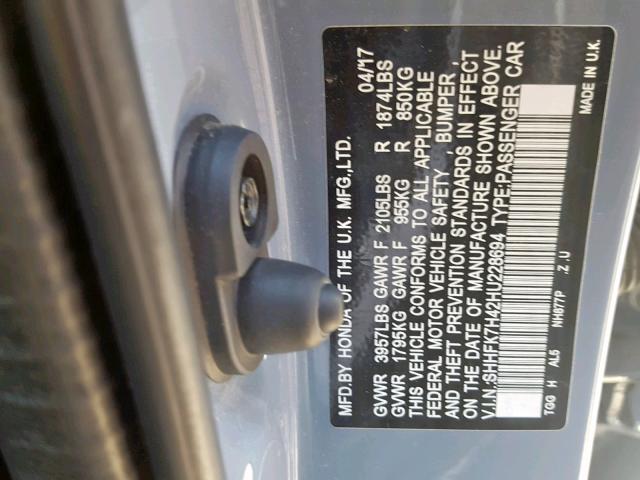 MFD.BY HONDA OF THE U.K. MFG.,LTD. 04/17
GVWR 3957LBS GAWR F 2105LBS R 1874LBS
GVWR 1795KG GAWR F 955KG R 850KG
THIS VEHICLE CONFORMS TO ALL APPLICABLE
FEDERAL MOTOR VEHICLE SAFETY , BUMPER ,
AND THEFT PREVENTION STANDARDS IN EFFECT
ON THE DATE OF MANUFACTURE SHOWN ABOVE.
V.I.N.:SHHFK7H42HU228694 TYPE:PASSENGER CAR
TGG H AL5 NH877P .Z .U MADE IN U.K.